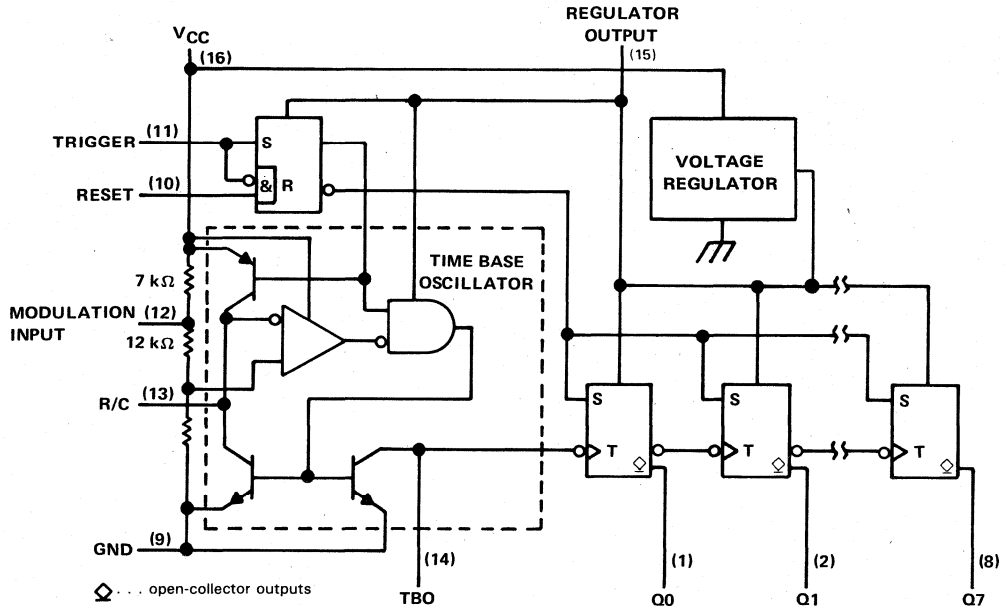 REGULATOR
OUTPUT
(15)
VCC
(16)
TRIGGER (11)
S
& R
RESET (10)
VOLTAGE
REGULATOR
TIME BASE
OSCILLATOR
7 kΩ
MODULATION (12)
INPUT
12 kΩ
R/C (13)
S
T
S
T
S
T
GND (9)
(14)
(1)
(2)
(8)
... open-collector outputs
TBO
Q0
Q1
Q7